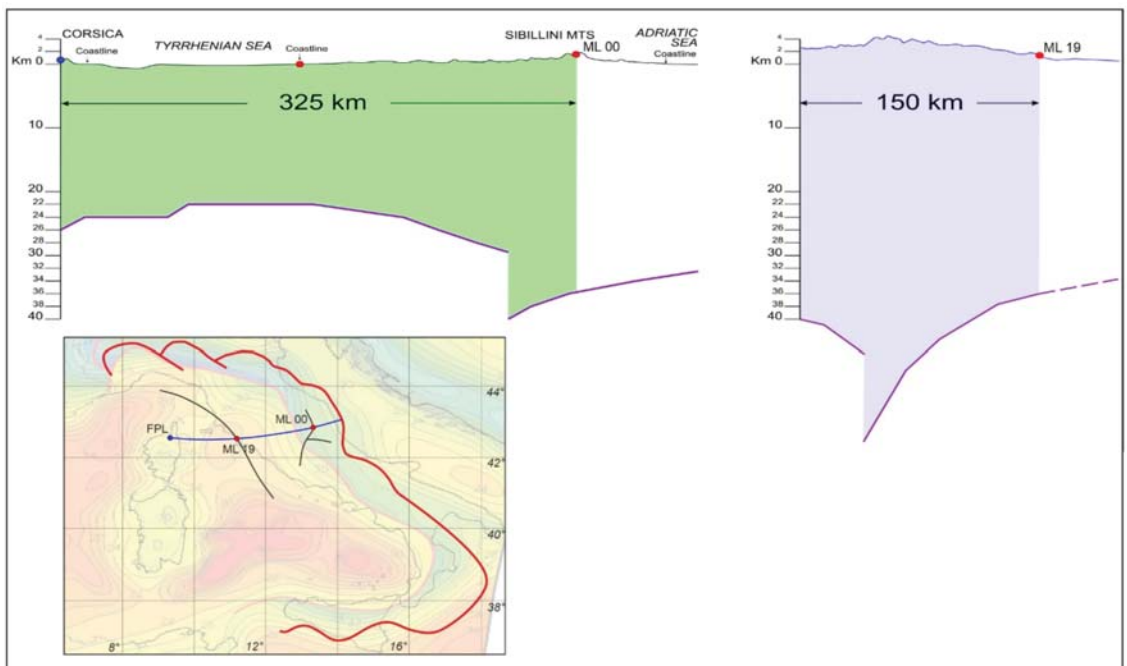 CORSICA
Coastline
TYRRHENIAN SEA
Coastline
SIBILLINI MTS
ML 00
ADRIATIC
SEA
Coastline
4
2
Km 0
10
20
22
24
26
28
30
32
34
36
38
40
325 km
4
2
Km 0
10
20
22
24
26
28
30
32
34
36
38
40
ML 19
150 km
44°
ML 00
FPL
ML 19
42°
40°
38°
8°
12°
16°